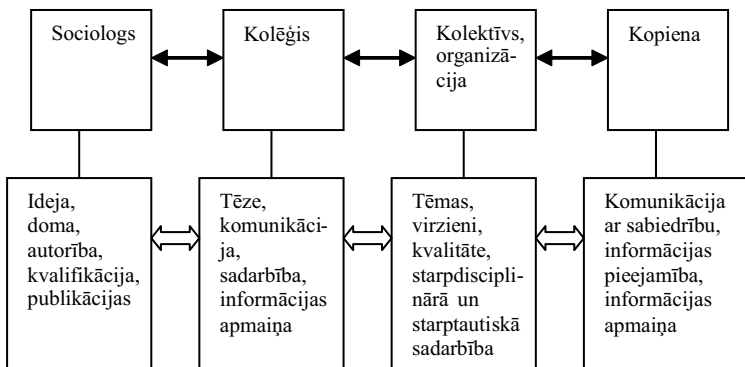 Sociologs
Kolēģis
Kolektīvs,
organizā-
cija
Kopiena
Ideja,
doma,
autorība,
kvalifikācija,
publikācijas
Tēze,
komunikāci-
ja,
sadarbība,
informācijas
apmaiņa
Tēmas,
virzieni,
kvalitāte,
starpdiscipli-
nārā un
starptautiskā
sadarbība
Komunikācija
ar sabiedrību,
informācijas
pieejamība,
informācijas
apmaiņa